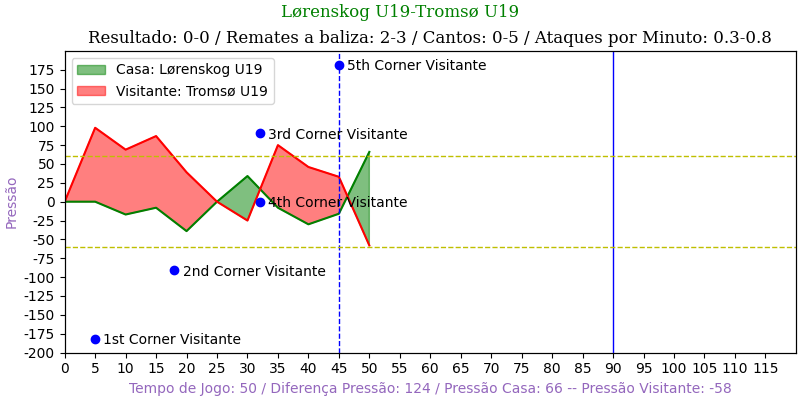 Lørenskog U19-Tromsø U19
Resultado: 0-0 / Remates a baliza: 2-3 / Cantos: 0-5 / Ataques por Minuto: 0.3-0.8
Casa: Lørenskog U19
Visitante: Tromsø U19
5th Corner Visitante
3rd Corner Visitante
4th Corner Visitante
2nd Corner Visitante
1st Corner Visitante
Pressão
175
150
125
100
75
50
25
0
-25
-50
-75
-100
-125
-150
-175
-200
0 5 10 15 20 25 30 35 40 45 50 55 60 65 70 75 80 85 90 95 100 105 110 115
Tempo de Jogo: 50 / Diferença Pressão: 124 / Pressão Casa: 66 -- Pressão Visitante: -58